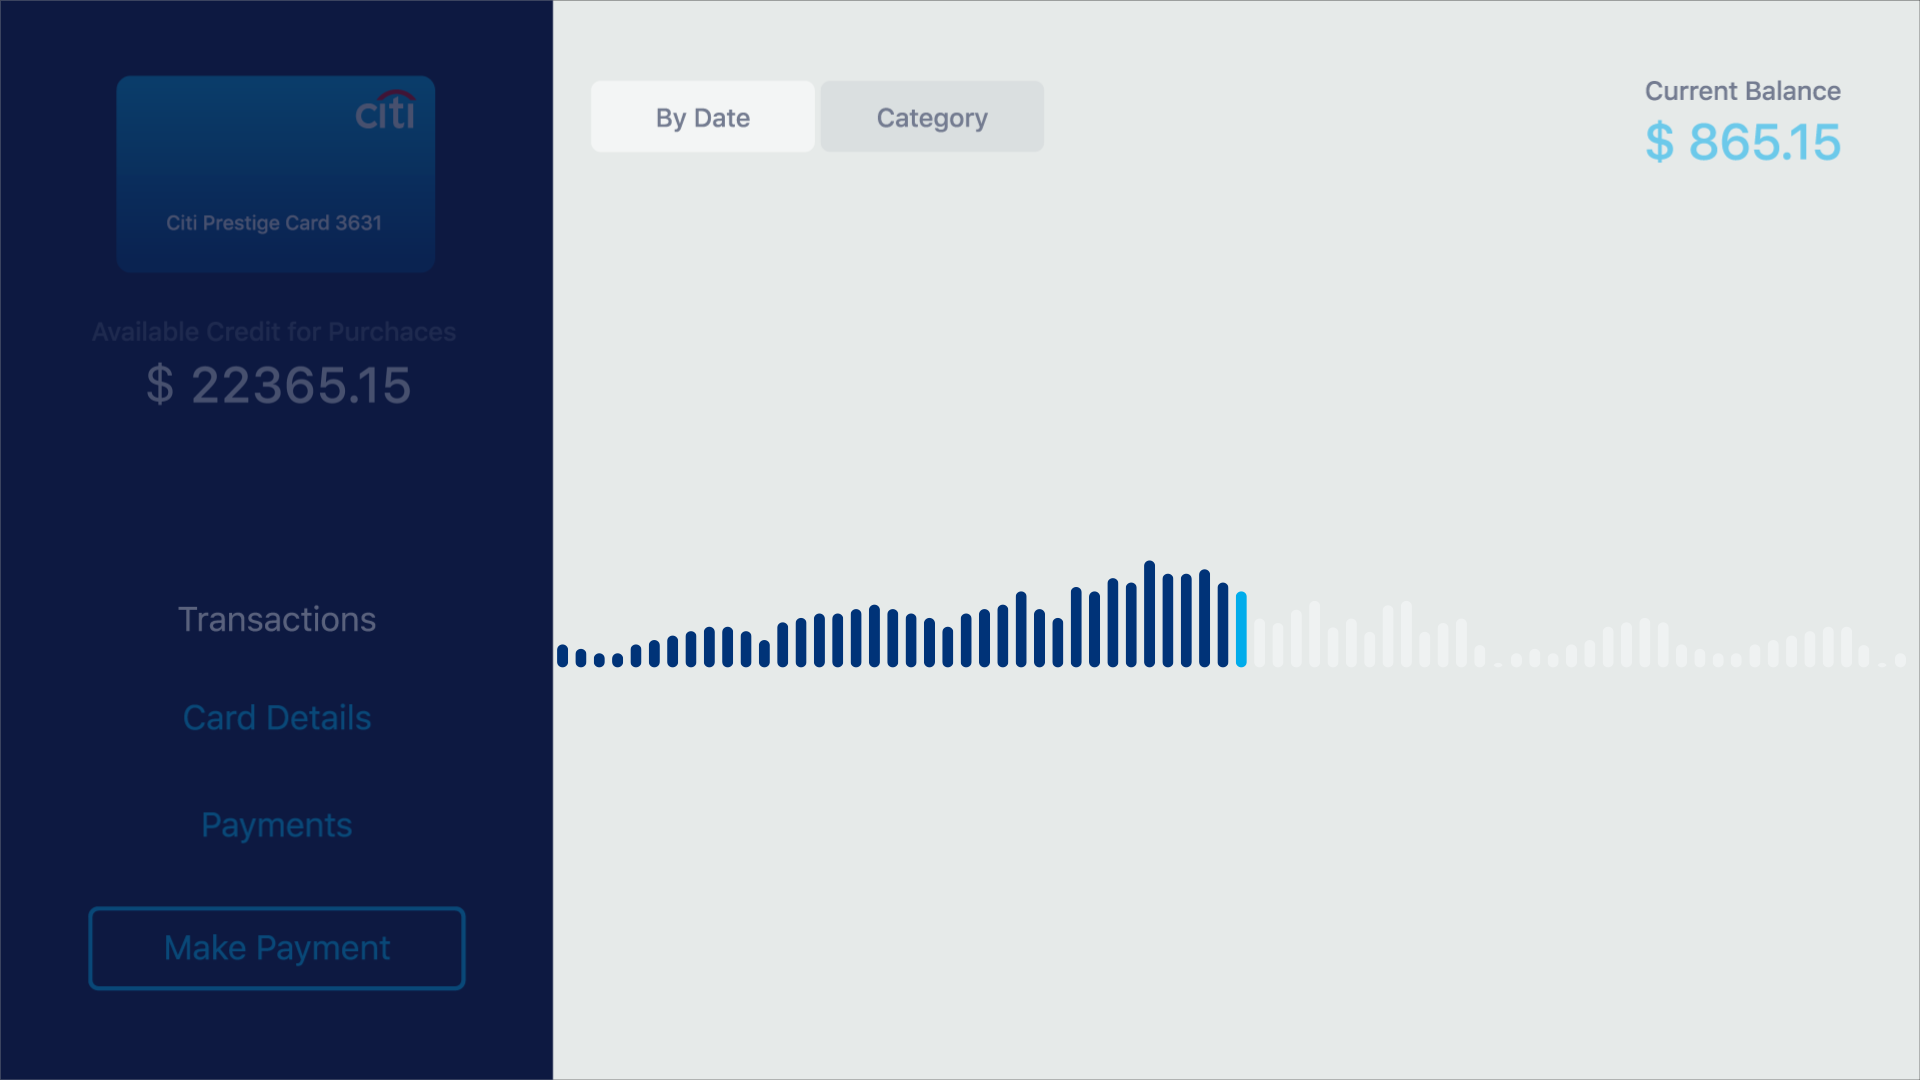 citi
Citi Prestige Card 3631
Available Credit for Purchaces
$ 22365.15
Transactions
Card Details
Payments
Make Payment
By Date
Category
Current Balance
$ 865.15